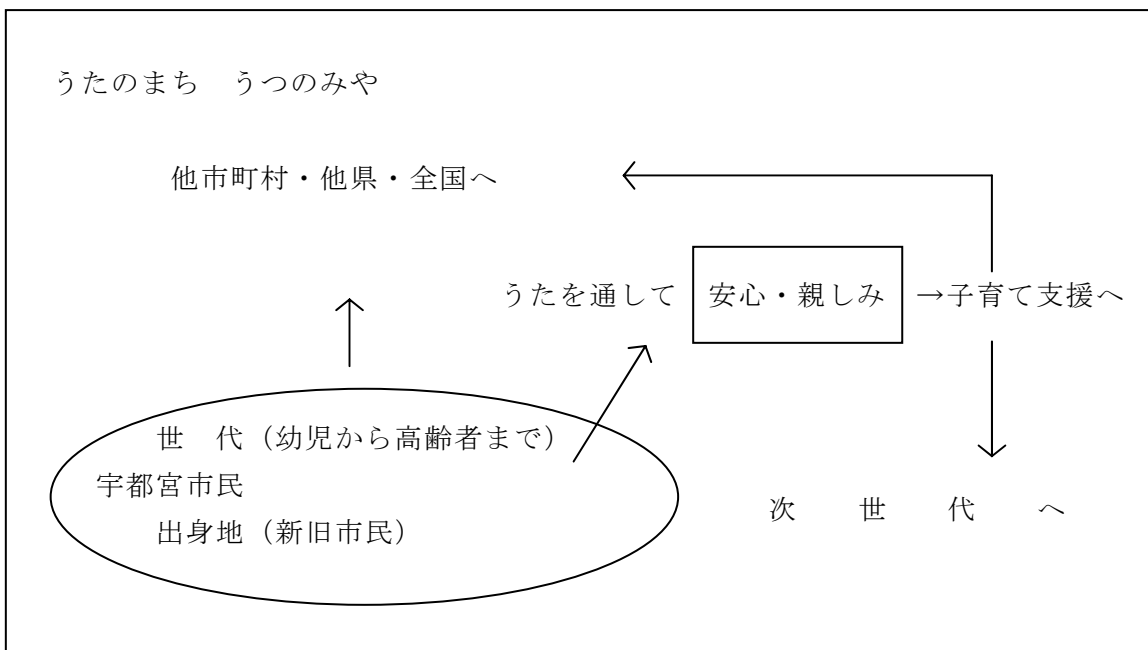 うたのまち　うつのみや
他市町村・他県・全国へ
うたを通して　安心・親しみ　→子育て支援へ
世　代（幼児から高齢者まで）
宇都宮市民
出身地（新旧市民）
次　世　代　へ